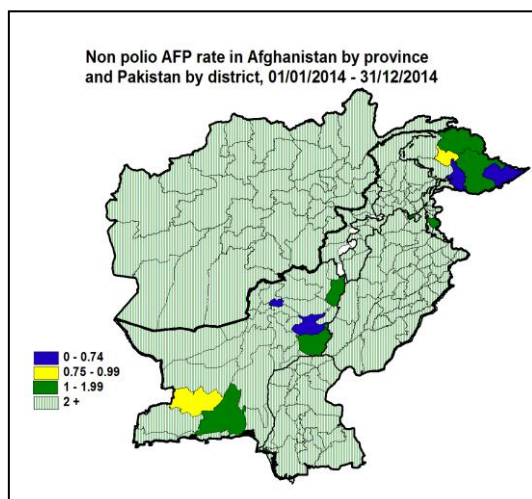 Non polio AFP rate in Afghanistan by province
and Pakistan by district, 01/01/2014 - 31/12/2014
0 - 0.74
0.75 - 0.99
1 - 1.99
2 +